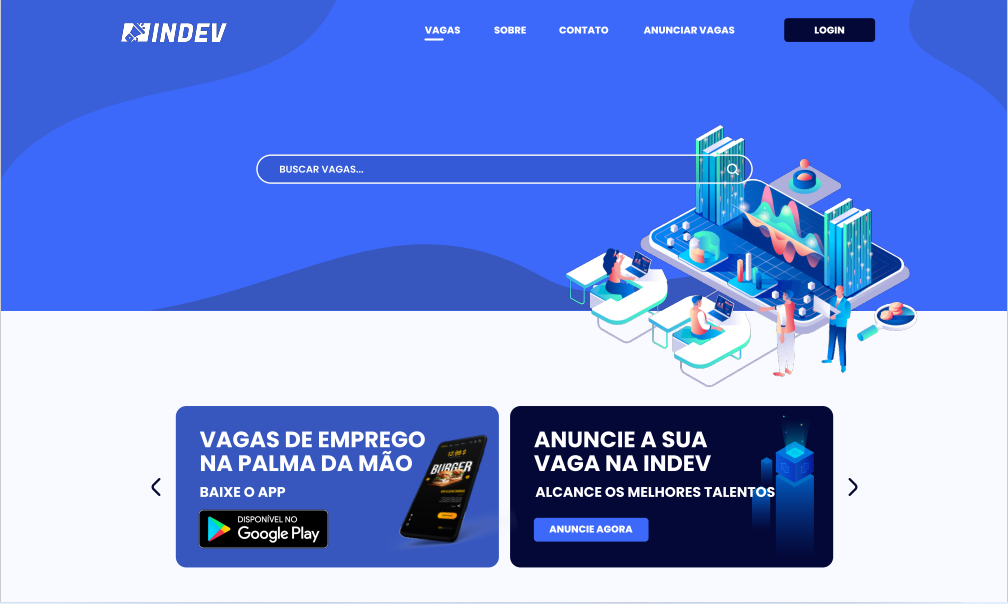 INDEV
VAGAS
SOBRE
CONTATO
ANUNCIAR VAGAS
LOGIN
BUSCAR VAGAS...
VAGAS DE EMPREGO
NA PALMA DA MÃO
BAIXE O APP
DISPONÍVEL NO
Google Play
BURGER
ANUNCIE A SUA
VAGA NA INDEV
ALCANCE OS MELHORES TALENTOS
ANUNCIE AGORA